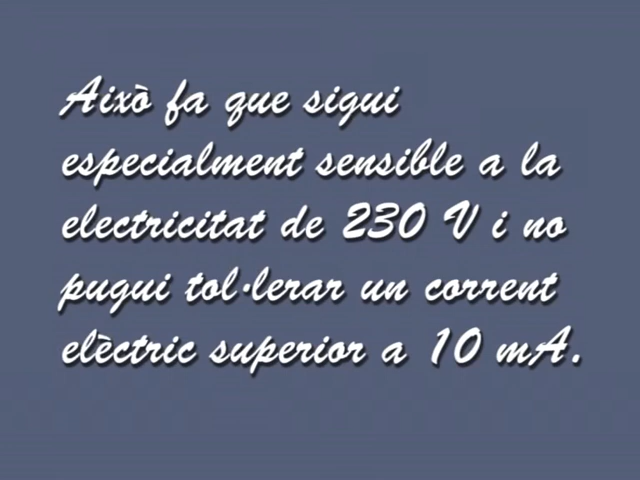 Això fa que sigui
especialment sensible a la
electricitat de 230 V i no
pugui tol·lerar un corrent
elèctric superior a 10 mA.